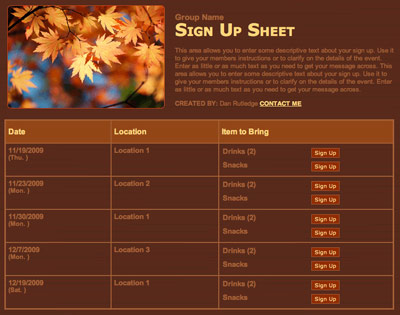 Group Name
SIGN UP SHEET
This area allows you to enter some descriptive text about your sign up. Use it
to give your members instructions or to clarify on the details of the event.
Enter as little or as much text as you need to get your message across. This
area allows you to enter some descriptive text about your sign up. Use it to
give your members instructions or to clarify on the details of the event. Enter
as little or as much text as you need to get your message across.
CREATED BY: Dan Rutledge CONTACT ME
Date Location Item to Bring
11/19/2009 Location 1 Drinks (2) Sign Up
(Thu. )
Snacks Sign Up
11/23/2009 Location 2 Drinks (2) Sign Up
(Mon. )
Snacks Sign Up
11/30/2009 Location 1 Drinks (2) Sign Up
(Mon. )
Snacks Sign Up
12/7/2009 Location 3 Drinks (2) Sign Up
(Mon. )
Snacks Sign Up
12/19/2009 Location 1 Drinks (2) Sign Up
(Sat. )
Snacks Sign Up